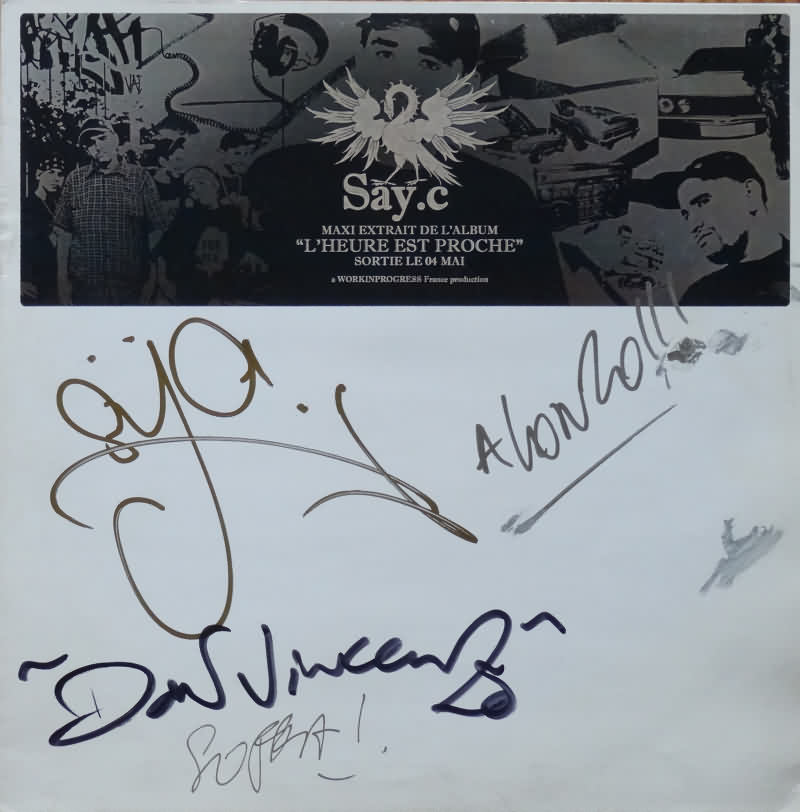 Say.c
MAXI EXTRAIT DE L'ALBUM
"L'HEURE EST PROCHE"
SORTIE LE 04 MAI
a WORKINPROGRESS France production
Alonzo!!!
"Don Vincenzo"